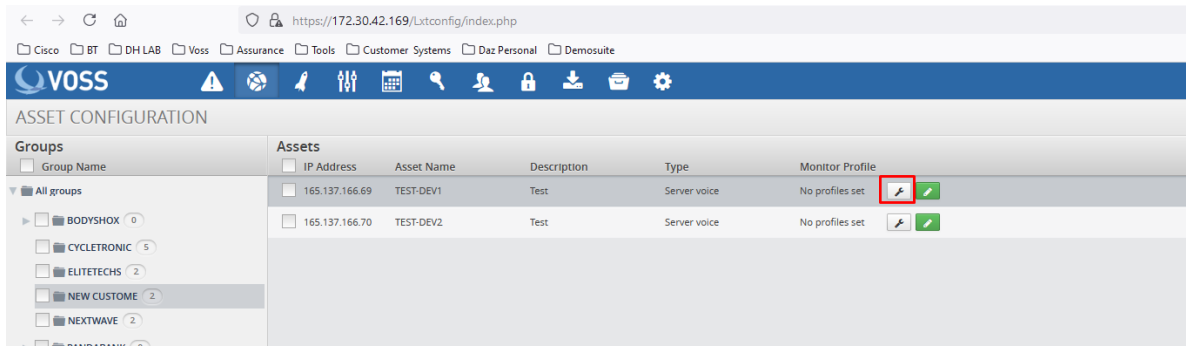 https://172.30.42.169/Lxtconfig/index.php
Cisco BT DH LAB Voss Assurance Tools Customer Systems Daz Personal Demosuite
VOSS
ASSET CONFIGURATION
Groups
Group Name
All groups
BODYSHOX 0
CYCLETRONIC 5
ELITETECHS 2
NEW CUSTOME 2
NEXTWAVE 2
Assets
IP Address Asset Name Description Type Monitor Profile
165.137.166.69 TEST-DEV1 Test Server voice No profiles set
165.137.166.70 TEST-DEV2 Test Server voice No profiles set